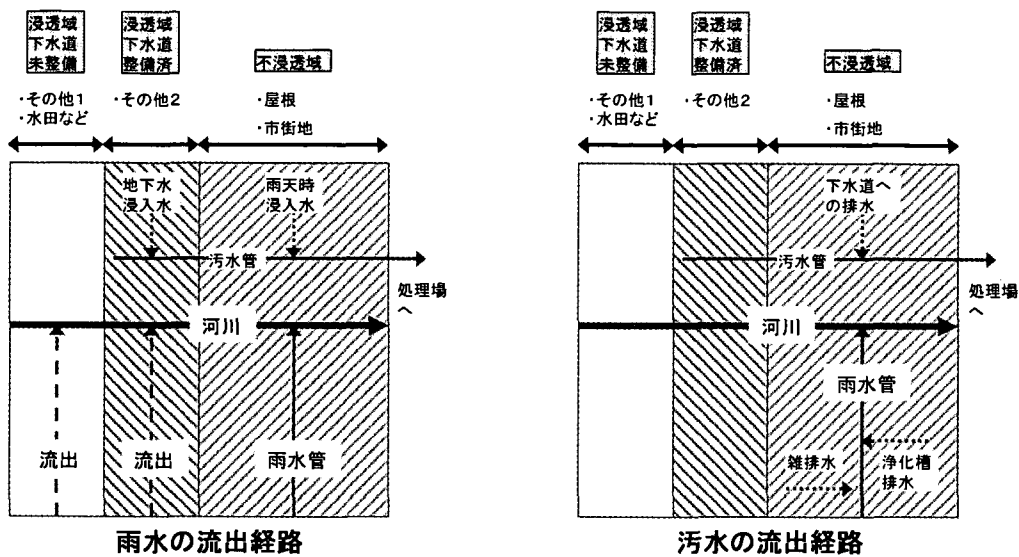 浸透域
下水道
未整備
浸透域
下水道
整備済
不浸透域
・その他1
・水田など
・その他2
・屋根
・市街地
地下水
浸入水
雨天時
浸入水
汚水管
処理場
へ
河川
流出
流出
雨水管
雨水の流出経路
浸透域
下水道
未整備
浸透域
下水道
整備済
不浸透域
・その他1
・水田など
・その他2
・屋根
・市街地
下水道へ
の排水
汚水管
処理場
へ
河川
雨水管
雑排水
浄化槽
排水
汚水の流出経路